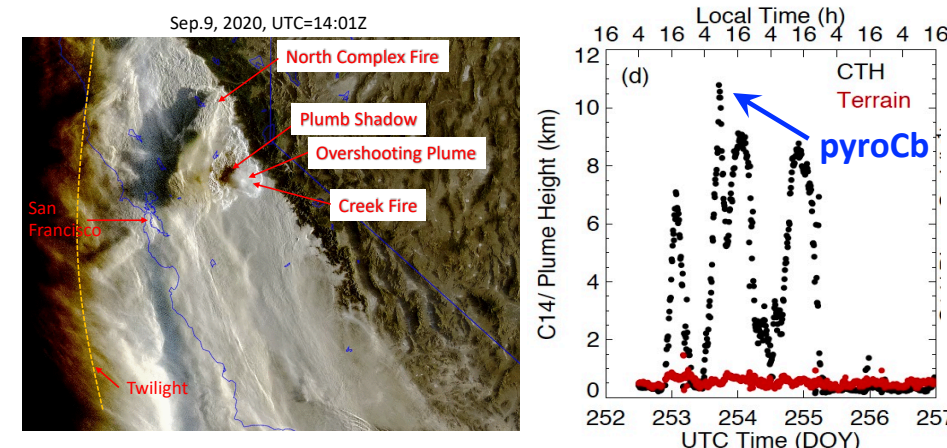 Sep.9, 2020, UTC=14:01Z
North Complex Fire
Plumb Shadow
Overshooting Plume
Creek Fire
San
Francisco
Twilight
Local Time (h)
16 4 16 4 16 4 16 4 16 4 16
(d)
CTH
Terrain
pyroCb
C14/ Plume Height (km)
12
10
8
6
4
2
0
252 253 254 255 256 257
UTC Time (DOY)